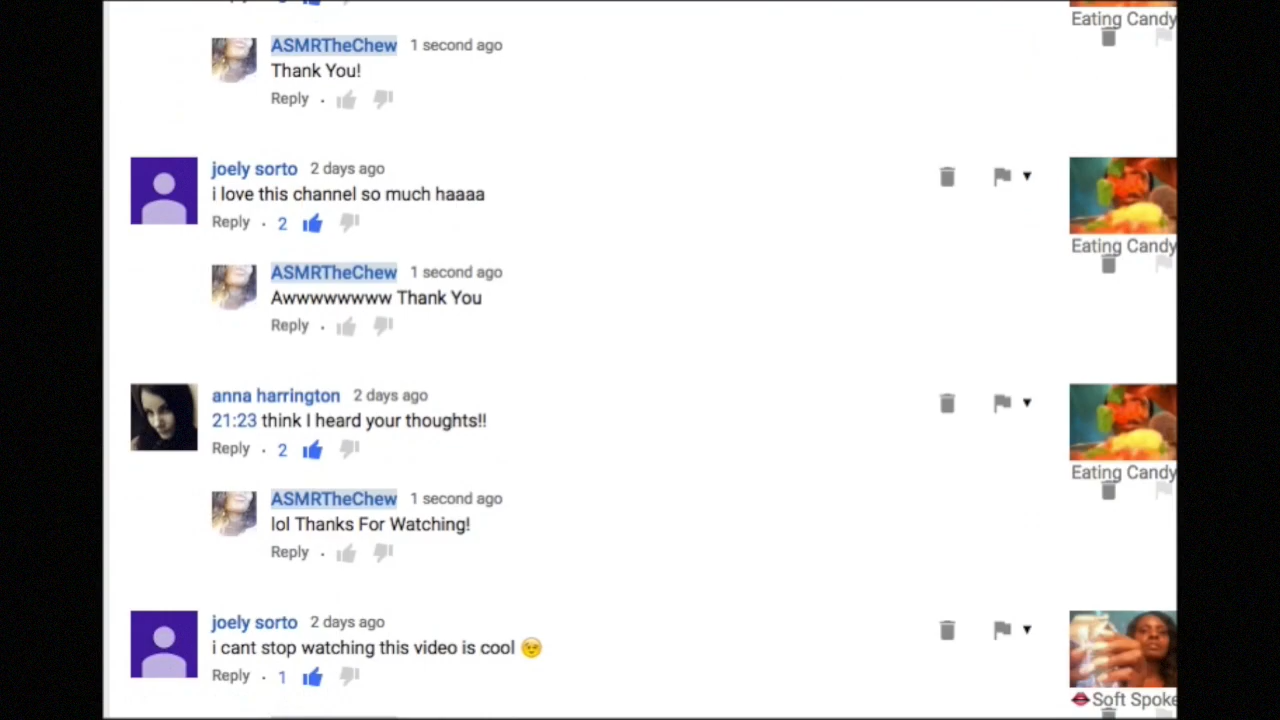 Eating Candy
ASMRTheChew 1 second ago
Thank You!
Reply
joely sorto 2 days ago
i love this channel so much haaaa
Reply · 2
Eating Candy
ASMRTheChew 1 second ago
Awwwwwwwww Thank You
Reply
anna harrington 2 days ago
21:23 think I heard your thoughts!!
Reply · 2
Eating Candy
ASMRTheChew 1 second ago
lol Thanks For Watching!
Reply
joely sorto 2 days ago
i cant stop watching this video is cool 😉
Reply · 1
👄Soft Spoke